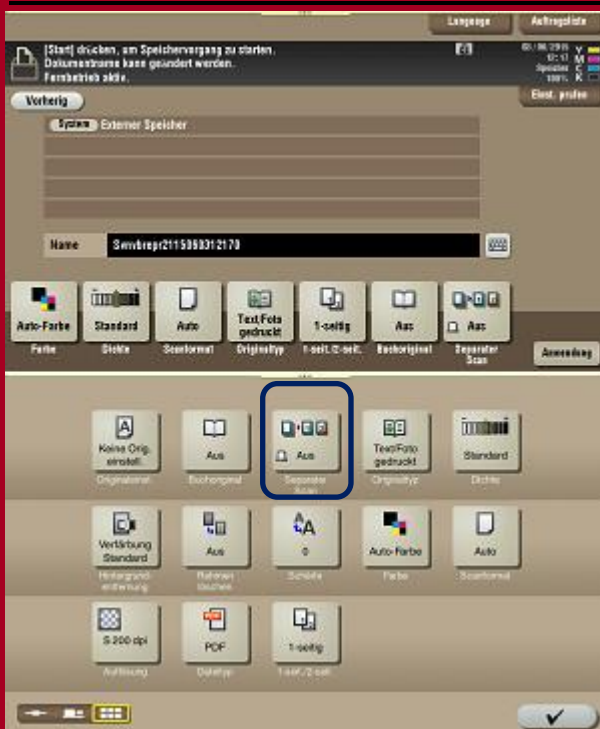 Language
Auftragsliste
[Start] drücken, um Speichervorgang zu starten.
Dokumentname kann geändert werden.
Fernbetrieb aktiv.
Y
M
Speicher C
100% K
Vorherig
Einst. prüfen
System Externer Speicher
Name
Auto-Farbe
Standard
Auto
Text/Foto
gedruckt
1-seitig
Aus
Aus
Farbe
Dichte
Scanformat
Originaltyp
1-seit./2-seit.
Buchoriginal
Separater
Scan
Anwendung
Keine Orig.
einstell.
Aus
Aus
Text/Foto
gedruckt
Standard
Originalformat
Buchoriginal
Separater
Scan
Originaltyp
Dichte
Verfärbung
Standard
Aus
A
0
Auto-Farbe
Auto
Hintergrund-
entfernung
Rahmen
löschen
Schärfe
Farbe
Scanformat
S 200 dpi
PDF
1-seitig
Auflösung
Dateityp
1-seit./2-seit.